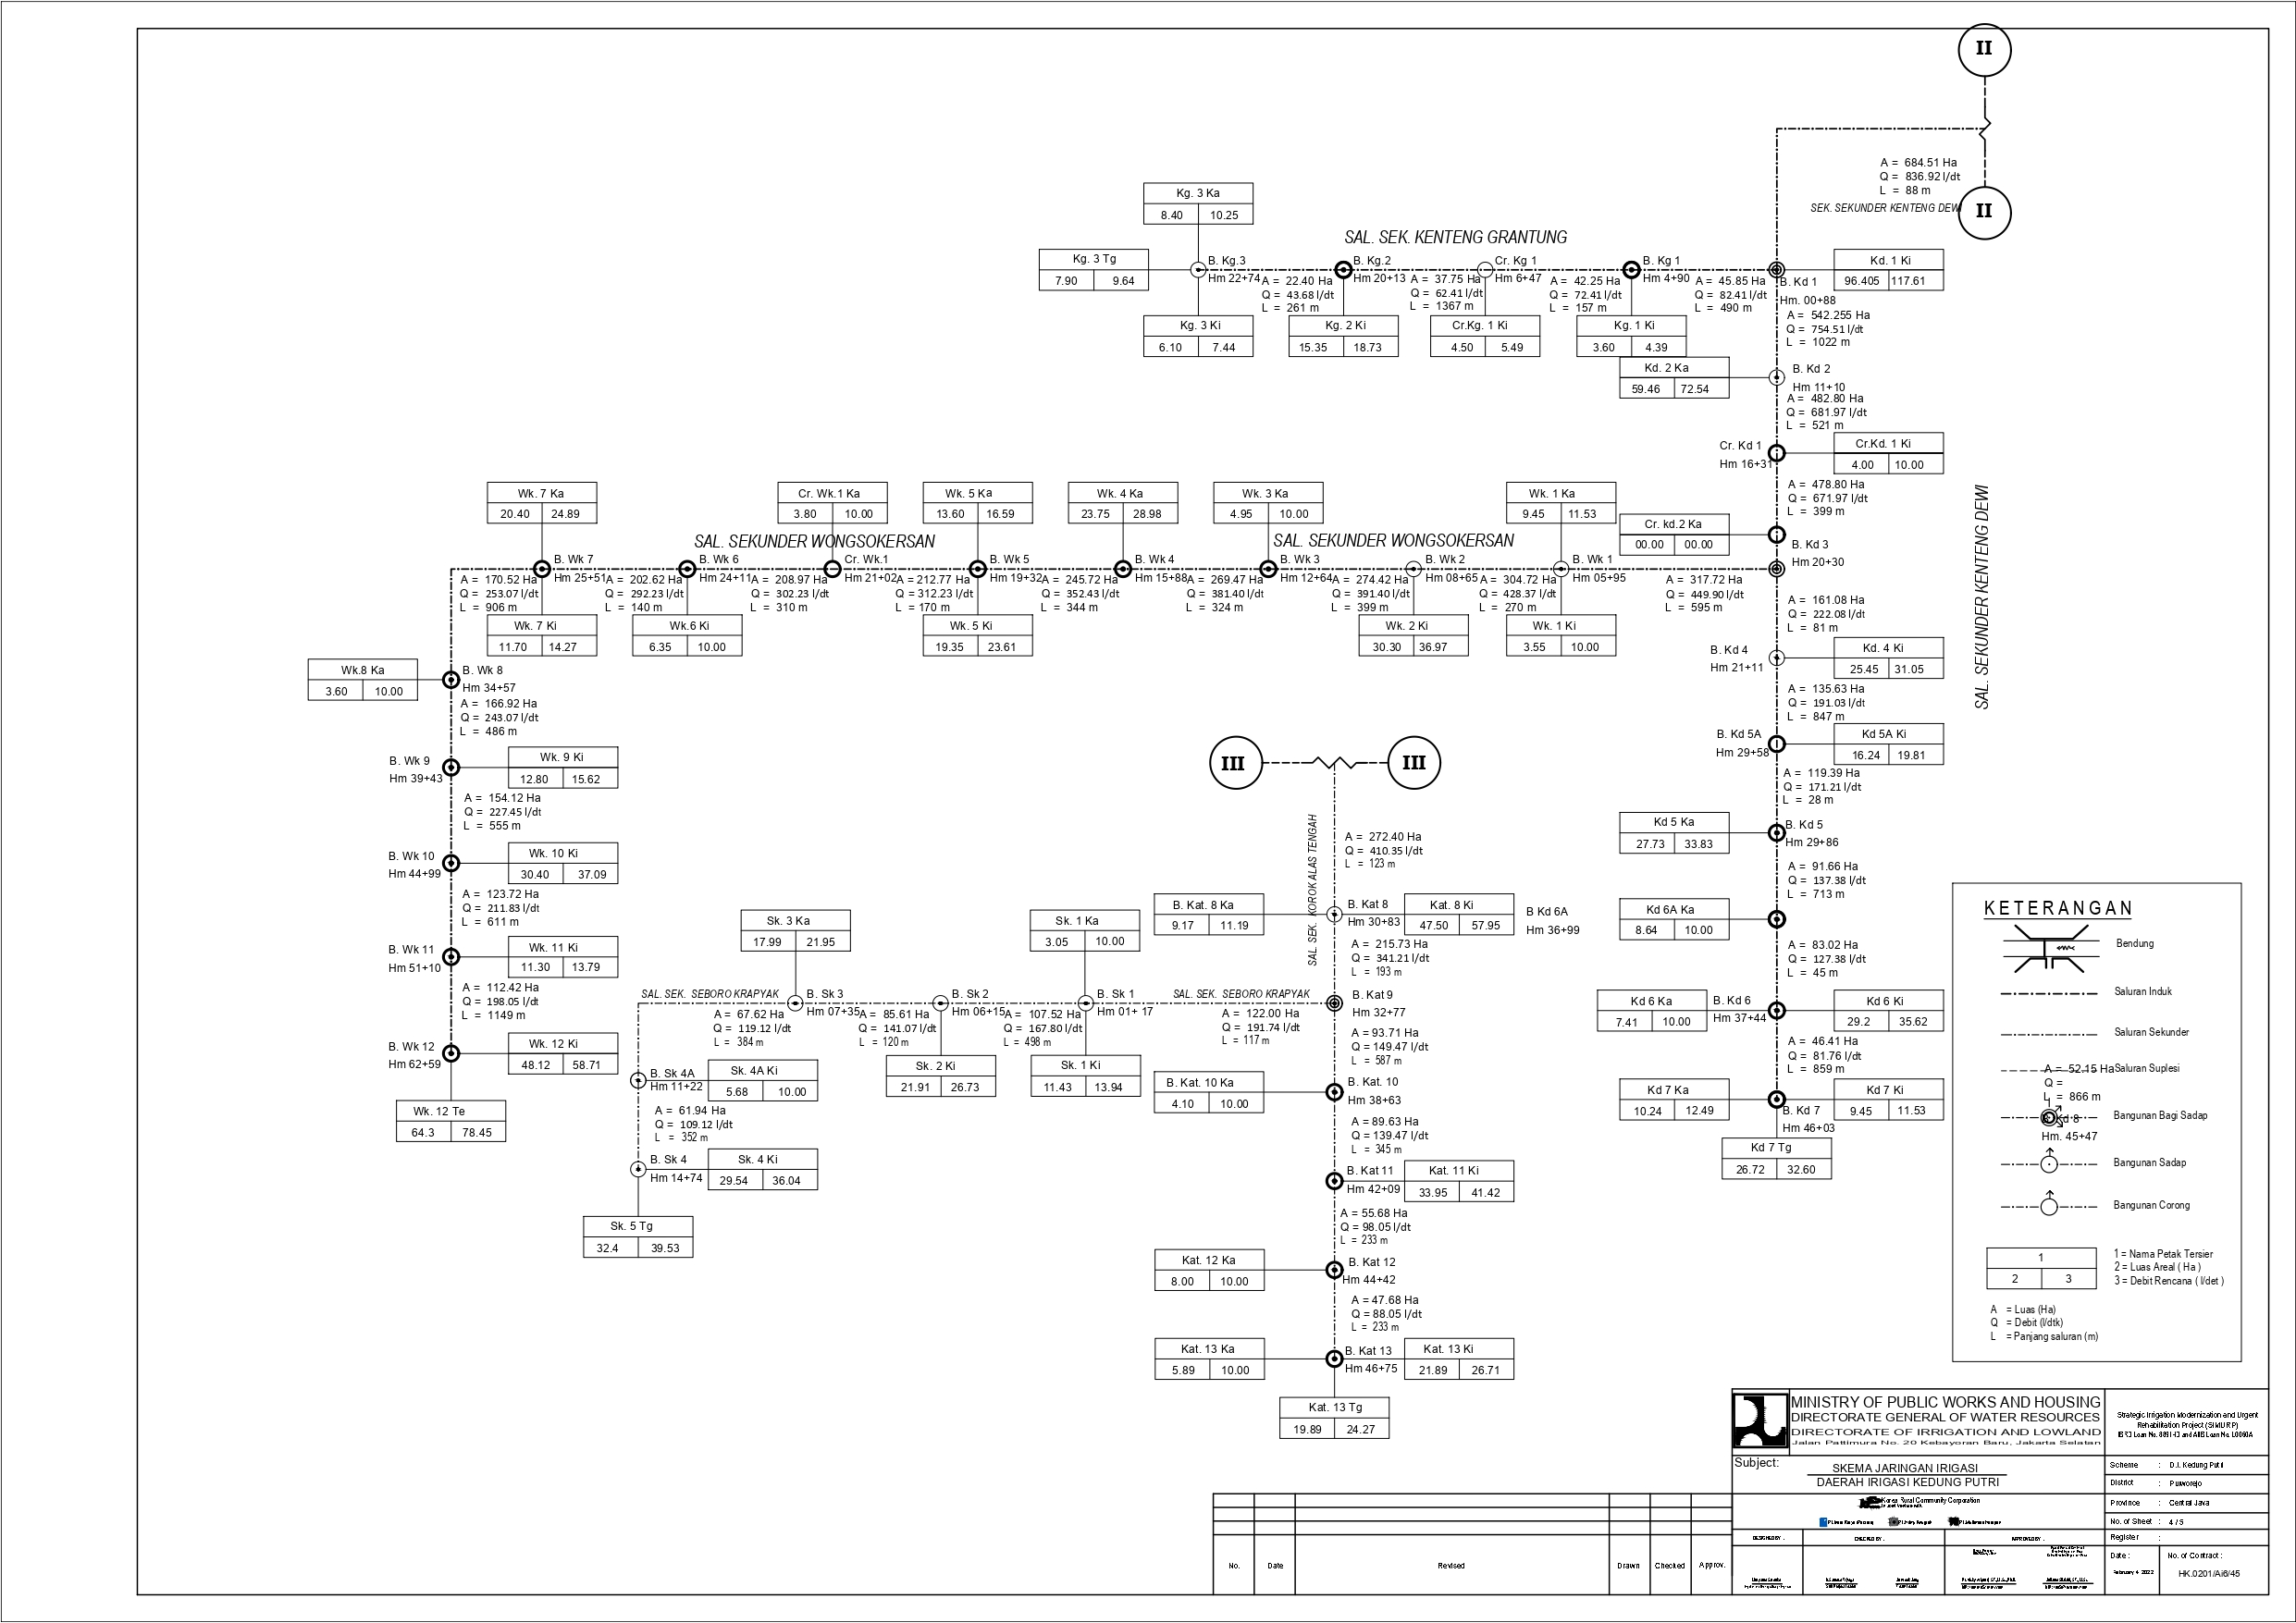 II
A = 684.51 Ha
Q = 836.92 l/dt
L = 88 m
SEK. SEKUNDER KENTENG DEWI
II
Kg. 3 Ka
8.40 10.25
SAL. SEK. KENTENG GRANTUNG
Kg. 3 Tg
7.90 9.64
B. Kg.3
Hm 22+74
A = 22.40 Ha
Q = 43.68 l/dt
L = 261 m
B. Kg.2
Hm 20+13
A = 37.75 Ha
Q = 62.41 l/dt
L = 1367 m
Cr. Kg 1
Hm 6+47
A = 42.25 Ha
Q = 72.41 l/dt
L = 157 m
B. Kg 1
Hm 4+90
A = 45.85 Ha
Q = 82.41 l/dt
L = 490 m
Kd. 1 Ki
96.405 117.61
B. Kd 1
Hm. 00+88
A = 542.255 Ha
Q = 754.51 l/dt
L = 1022 m
Kg. 3 Ki
6.10 7.44
Kg. 2 Ki
15.35 18.73
Cr.Kg. 1 Ki
4.50 5.49
Kg. 1 Ki
3.60 4.39
Kd. 2 Ka
59.46 72.54
B. Kd 2
Hm 11+10
A = 482.80 Ha
Q = 681.97 l/dt
L = 521 m
Cr. Kd 1
Hm 16+31
Cr.Kd. 1 Ki
4.00 10.00
A = 478.80 Ha
Q = 671.97 l/dt
L = 399 m
Cr. kd.2 Ka
00.00 00.00
B. Kd 3
Hm 20+30
SAL. SEKUNDER KENTENG DEWI
Wk. 7 Ka
20.40 24.89
Cr. Wk.1 Ka
3.80 10.00
Wk. 5 Ka
13.60 16.59
Wk. 4 Ka
23.75 28.98
Wk. 3 Ka
4.95 10.00
Wk. 1 Ka
9.45 11.53
SAL. SEKUNDER WONGSOKERSAN
SAL. SEKUNDER WONGSOKERSAN
A = 170.52 Ha
Q = 253.07 l/dt
L = 906 m
B. Wk 7
Hm 25+51
A = 202.62 Ha
Q = 292.23 l/dt
L = 140 m
B. Wk 6
Hm 24+11
A = 208.97 Ha
Q = 302.23 l/dt
L = 310 m
Cr. Wk.1
Hm 21+02
A = 212.77 Ha
Q = 312.23 l/dt
L = 170 m
B. Wk 5
Hm 19+32
A = 245.72 Ha
Q = 352.43 l/dt
L = 344 m
B. Wk 4
Hm 15+88
A = 269.47 Ha
Q = 381.40 l/dt
L = 324 m
B. Wk 3
Hm 12+64
A = 274.42 Ha
Q = 391.40 l/dt
L = 399 m
B. Wk 2
Hm 08+65
A = 304.72 Ha
Q = 428.37 l/dt
L = 270 m
B. Wk 1
Hm 05+95
A = 317.72 Ha
Q = 449.90 l/dt
L = 595 m
Wk. 7 Ki
11.70 14.27
Wk.6 Ki
6.35 10.00
Wk. 5 Ki
19.35 23.61
Wk. 2 Ki
30.30 36.97
Wk. 1 Ki
3.55 10.00
A = 161.08 Ha
Q = 222.08 l/dt
L = 81 m
B. Kd 4
Hm 21+11
Kd. 4 Ki
25.45 31.05
A = 135.63 Ha
Q = 191.03 l/dt
L = 847 m
B. Kd 5A
Hm 29+58
Kd 5A Ki
16.24 19.81
A = 119.39 Ha
Q = 171.21 l/dt
L = 28 m
Kd 5 Ka
27.73 33.83
B. Kd 5
Hm 29+86
A = 91.66 Ha
Q = 137.38 l/dt
L = 713 m
B Kd 6A
Hm 36+99
Kd 6A Ka
8.64 10.00
A = 83.02 Ha
Q = 127.38 l/dt
L = 45 m
Kd 6 Ka
7.41 10.00
B. Kd 6
Hm 37+44
Kd 6 Ki
29.2 35.62
A = 46.41 Ha
Q = 81.76 l/dt
L = 859 m
Kd 7 Ka
10.24 12.49
Kd 7 Ki
9.45 11.53
B. Kd 7
Hm 46+03
Kd 7 Tg
26.72 32.60
Wk.8 Ka
3.60 10.00
B. Wk 8
Hm 34+57
A = 166.92 Ha
Q = 243.07 l/dt
L = 486 m
B. Wk 9
Hm 39+43
Wk. 9 Ki
12.80 15.62
A = 154.12 Ha
Q = 227.45 l/dt
L = 555 m
B. Wk 10
Hm 44+99
Wk. 10 Ki
30.40 37.09
A = 123.72 Ha
Q = 211.83 l/dt
L = 611 m
B. Wk 11
Hm 51+10
Wk. 11 Ki
11.30 13.79
A = 112.42 Ha
Q = 198.05 l/dt
L = 1149 m
B. Wk 12
Hm 62+59
Wk. 12 Ki
48.12 58.71
Wk. 12 Te
64.3 78.45
III
III
SAL. SEK. KOROK ALAS TENGAH
A = 272.40 Ha
Q = 410.35 l/dt
L = 123 m
B. Kat. 8 Ka
9.17 11.19
B. Kat 8
Hm 30+83
Kat. 8 Ki
47.50 57.95
A = 215.73 Ha
Q = 341.21 l/dt
L = 193 m
B. Kat 9
Hm 32+77
Sk. 3 Ka
17.99 21.95
Sk. 1 Ka
3.05 10.00
SAL. SEK. SEBORO KRAPYAK
SAL. SEK. SEBORO KRAPYAK
A = 67.62 Ha
Q = 119.12 l/dt
L = 384 m
B. Sk 3
Hm 07+35
A = 85.61 Ha
Q = 141.07 l/dt
L = 120 m
B. Sk 2
Hm 06+15
A = 107.52 Ha
Q = 167.80 l/dt
L = 498 m
B. Sk 1
Hm 01+ 17
A = 122.00 Ha
Q = 191.74 l/dt
L = 117 m
Sk. 2 Ki
21.91 26.73
Sk. 1 Ki
11.43 13.94
B. Sk 4A
Hm 11+22
Sk. 4A Ki
5.68 10.00
A = 61.94 Ha
Q = 109.12 l/dt
L = 352 m
B. Sk 4
Hm 14+74
Sk. 4 Ki
29.54 36.04
Sk. 5 Tg
32.4 39.53
A = 93.71 Ha
Q = 149.47 l/dt
L = 587 m
B. Kat. 10 Ka
4.10 10.00
B. Kat. 10
Hm 38+63
A = 89.63 Ha
Q = 139.47 l/dt
L = 345 m
B. Kat 11
Hm 42+09
Kat. 11 Ki
33.95 41.42
A = 55.68 Ha
Q = 98.05 l/dt
L = 233 m
Kat. 12 Ka
8.00 10.00
B. Kat 12
Hm 44+42
A = 47.68 Ha
Q = 88.05 l/dt
L = 233 m
Kat. 13 Ka
5.89 10.00
B. Kat 13
Hm 46+75
Kat. 13 Ki
21.89 26.71
Kat. 13 Tg
19.89 24.27
KETERANGAN
Bendung
Saluran Induk
Saluran Sekunder
Saluran Suplesi
A = 52.15 Ha
Q =
L = 866 m
B. Kd 8
Hm. 45+47
Bangunan Bagi Sadap
Bangunan Sadap
Bangunan Corong
1
2 3
1 = Nama Petak Tersier
2 = Luas Areal ( Ha )
3 = Debit Rencana ( l/det )
A = Luas (Ha)
Q = Debit (l/dtk)
L = Panjang saluran (m)
MINISTRY OF PUBLIC WORKS AND HOUSING
DIRECTORATE GENERAL OF WATER RESOURCES
DIRECTORATE OF IRRIGATION AND LOWLAND
Jalan Pattimura No. 20 Kebayoran Baru, Jakarta Selatan
Strategic Irrigation Modernization and Urgent
Rehabilitation Project (SIMURP)
Subject:
SKEMA JARINGAN IRIGASI
DAERAH IRIGASI KEDUNG PUTRI
Scheme : D.I. Kedung Putri
District : Purworejo
Province : Central Java
No. of Sheet : 4 / 5
Register :
Date :
February 4 2022
No. of Contract :
HK.0201/Ai6/45
Korea Rural Community Corporation
DESIGNED BY .
CHECKED BY .
APPROVED BY .
No. Date Revised Drawn Checked Approv.